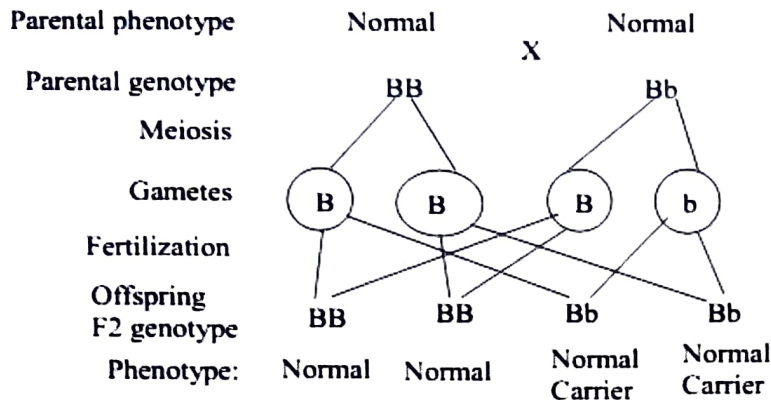 Parental phenotype Normal Normal
X
Parental genotype BB Bb
Meiosis
Gametes B B B b
Fertilization
Offspring
F2 genotype BB BB Bb Bb
Phenotype: Normal Normal Normal Carrier Normal Carrier